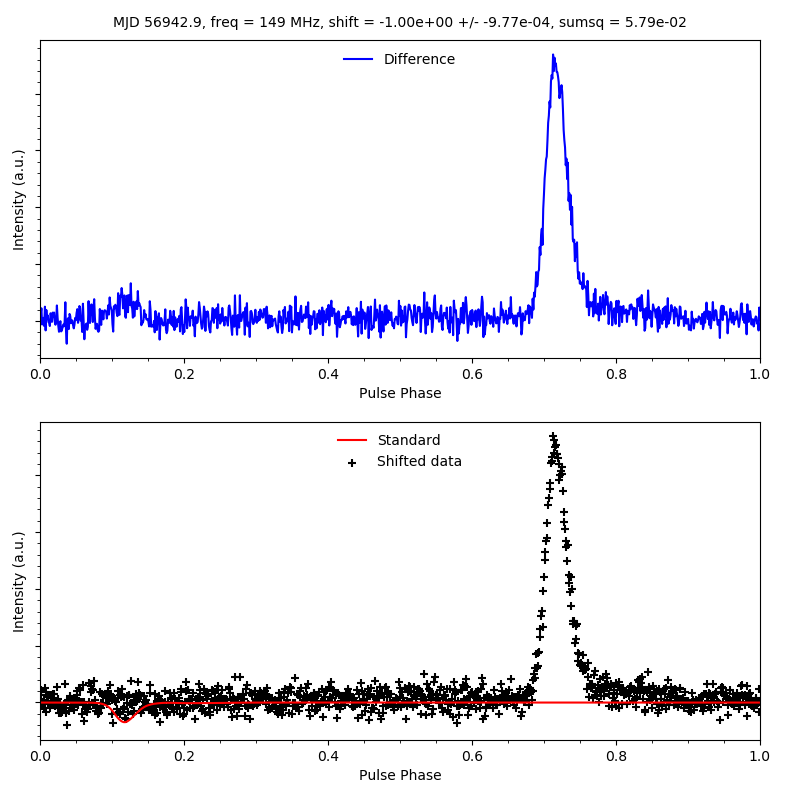 MJD 56942.9, freq = 149 MHz, shift = -1.00e+00 +/- -9.77e-04, sumsq = 5.79e-02
Difference
Intensity (a.u.)
0.0 0.2 0.4 0.6 0.8 1.0
Pulse Phase
Standard
Shifted data
Intensity (a.u.)
0.0 0.2 0.4 0.6 0.8 1.0
Pulse Phase